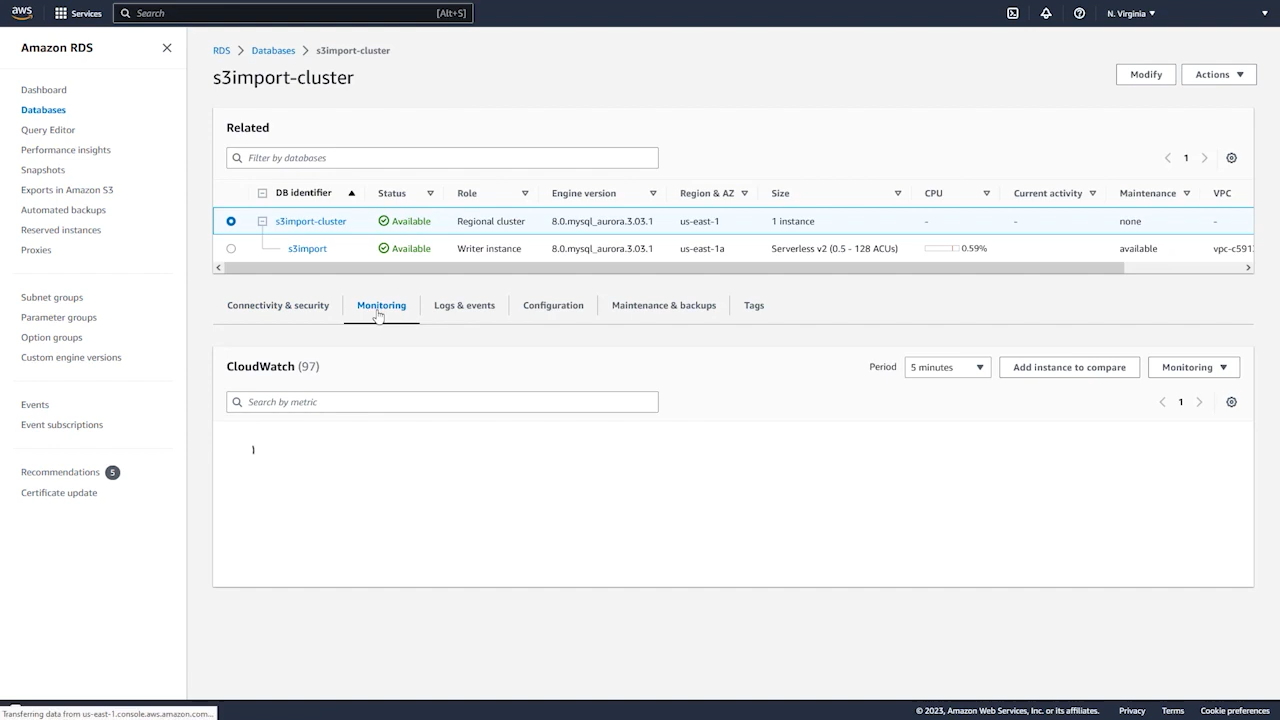 aws Services Search [Alt+S] N. Virginia
Amazon RDS
Dashboard
Databases
Query Editor
Performance insights
Snapshots
Exports in Amazon S3
Automated backups
Reserved instances
Proxies
Subnet groups
Parameter groups
Option groups
Custom engine versions
Events
Event subscriptions
Recommendations 5
Certificate update
RDS > Databases > s3import-cluster
s3import-cluster
Modify Actions
Related
Filter by databases
1
DB identifier Status Role Engine version Region & AZ Size CPU Current activity Maintenance VPC
s3import-cluster Available Regional cluster 8.0.mysql_aurora.3.03.1 us-east-1 1 instance - - none -
s3import Available Writer instance 8.0.mysql_aurora.3.03.1 us-east-1a Serverless v2 (0.5 - 128 ACUs) 0.59% available vpc-c591
Connectivity & security Monitoring Logs & events Configuration Maintenance & backups Tags
CloudWatch (97)
Period 5 minutes Add instance to compare Monitoring
Search by metric
1
Transferring data from us-east-1.console.aws.amazon.com...
© 2023, Amazon Web Services, Inc. or its affiliates. Privacy Terms Cookie preferences